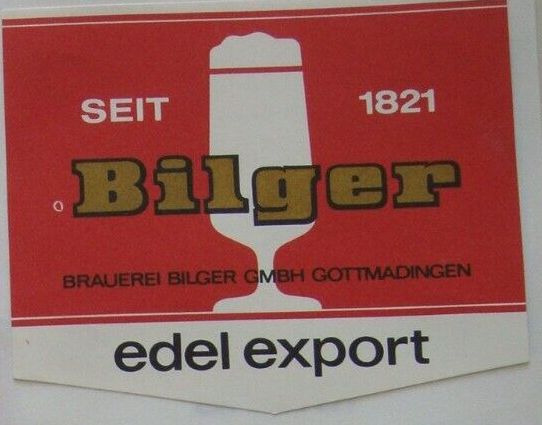 SEIT 1821
Bilger
BRAUEREI BILGER GMBH GOTTMADINGEN
edel export